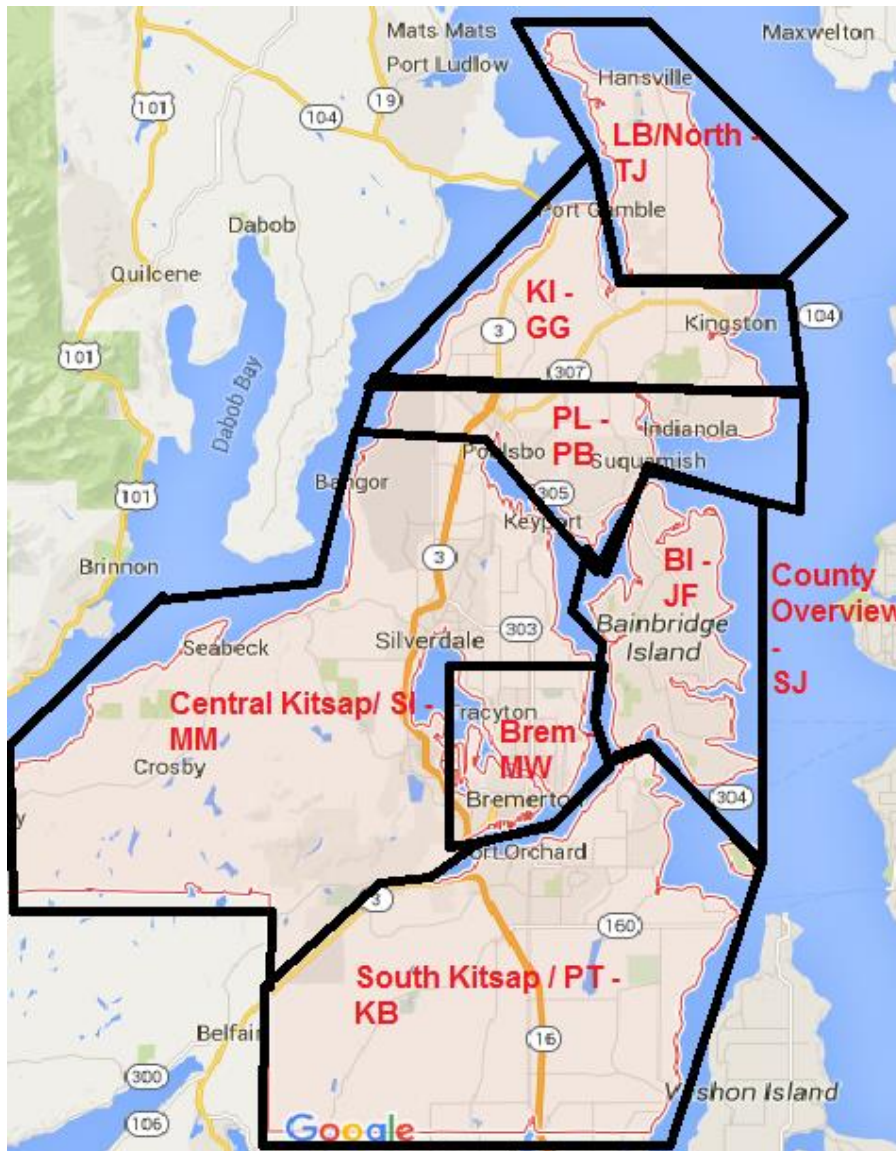 Mats Mats
Maxwelton
Port Ludlow
Hansville
101
19
104
LB/North -
TJ
Port Gamble
Dabob
Quilcene
KI -
GG
Kingston
104
3
101
307
Dabob Bay
PL -
PB
Indianola
Poulsbo
Suquamish
Bangor
305
101
Keyport
3
Brinnon
BI -
JF
County
Overview
-
SJ
Bainbridge
Island
303
Seabeck
Silverdale
Central Kitsap/ SI -
MM
Tracyton
Brem -
MW
Crosby
Bremerton
304
y
Port Orchard
3
160
South Kitsap / PT -
KB
Belfair
16
300
Vashon Island
106
Google